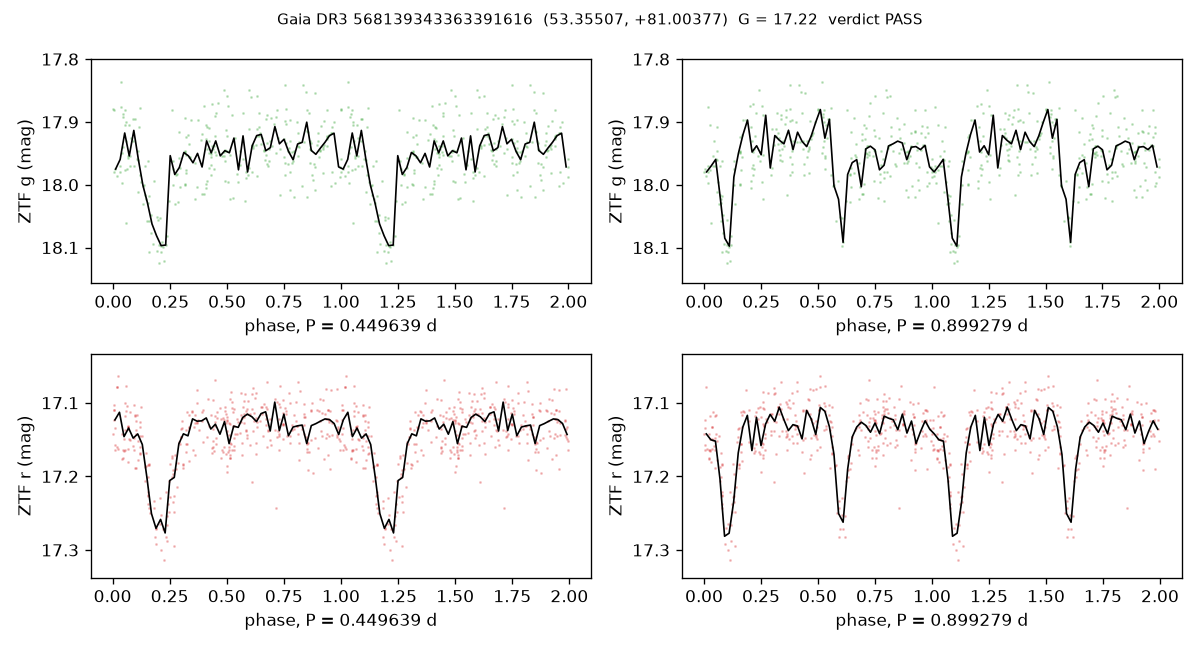 Gaia DR3 568139343363391616 (53.35507, +81.00377) G = 17.22 verdict PASS
ZTF g (mag)
17.8
17.9
18.0
18.1
0.00 0.25 0.50 0.75 1.00 1.25 1.50 1.75 2.00
phase, P = 0.449639 d
ZTF g (mag)
17.8
17.9
18.0
18.1
0.00 0.25 0.50 0.75 1.00 1.25 1.50 1.75 2.00
phase, P = 0.899279 d
ZTF r (mag)
17.1
17.2
17.3
0.00 0.25 0.50 0.75 1.00 1.25 1.50 1.75 2.00
phase, P = 0.449639 d
ZTF r (mag)
17.1
17.2
17.3
0.00 0.25 0.50 0.75 1.00 1.25 1.50 1.75 2.00
phase, P = 0.899279 d